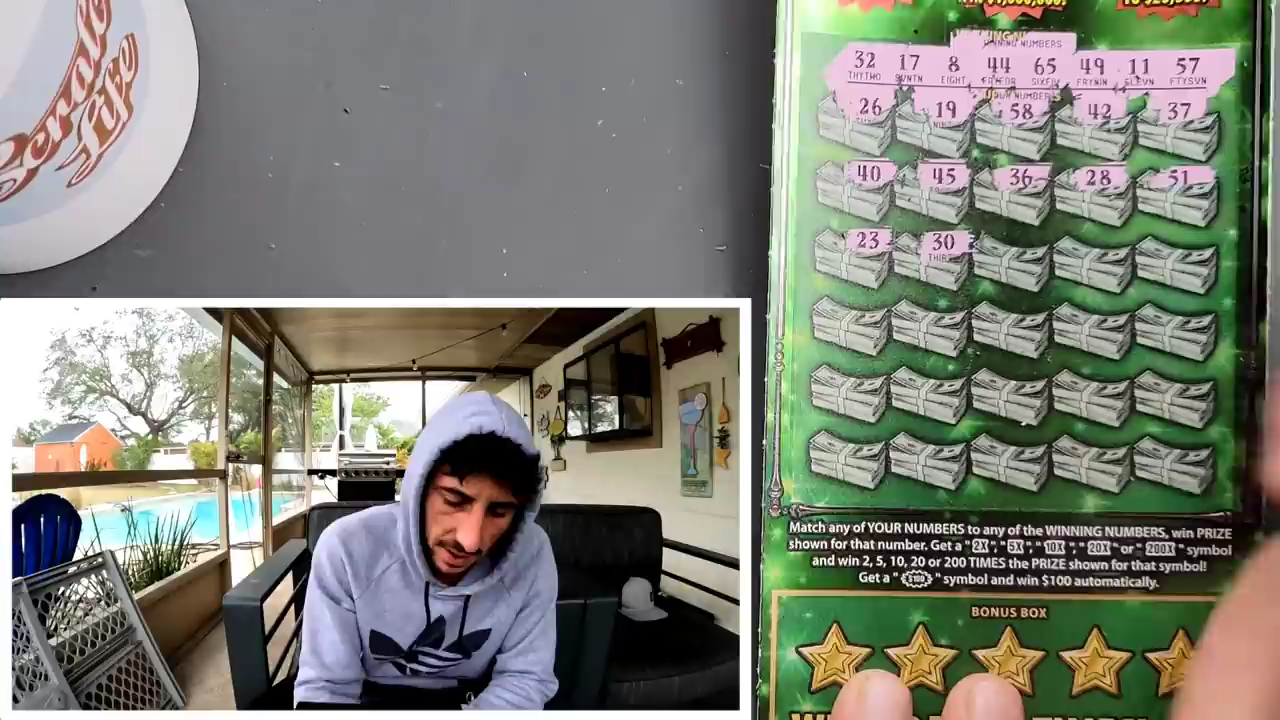 Scratch
Life
WINNING NUMBERS
32 17 8 44 65 49 11 57
THYTWO SVNTN EIGHT FRYFOR SIXFIV FRYNIN ELEVN FTYSVN
YOUR NUMBERS
26 19 58 42 37
40 45 36 28 51
23 30
Match any of YOUR NUMBERS to any of the WINNING NUMBERS, win PRIZE
shown for that number. Get a "2X", "5X", "10X", "20X" or "200X" symbol
and win 2, 5, 10, 20 or 200 TIMES the PRIZE shown for that symbol!
Get a "$100" symbol and win $100 automatically.
BONUS BOX